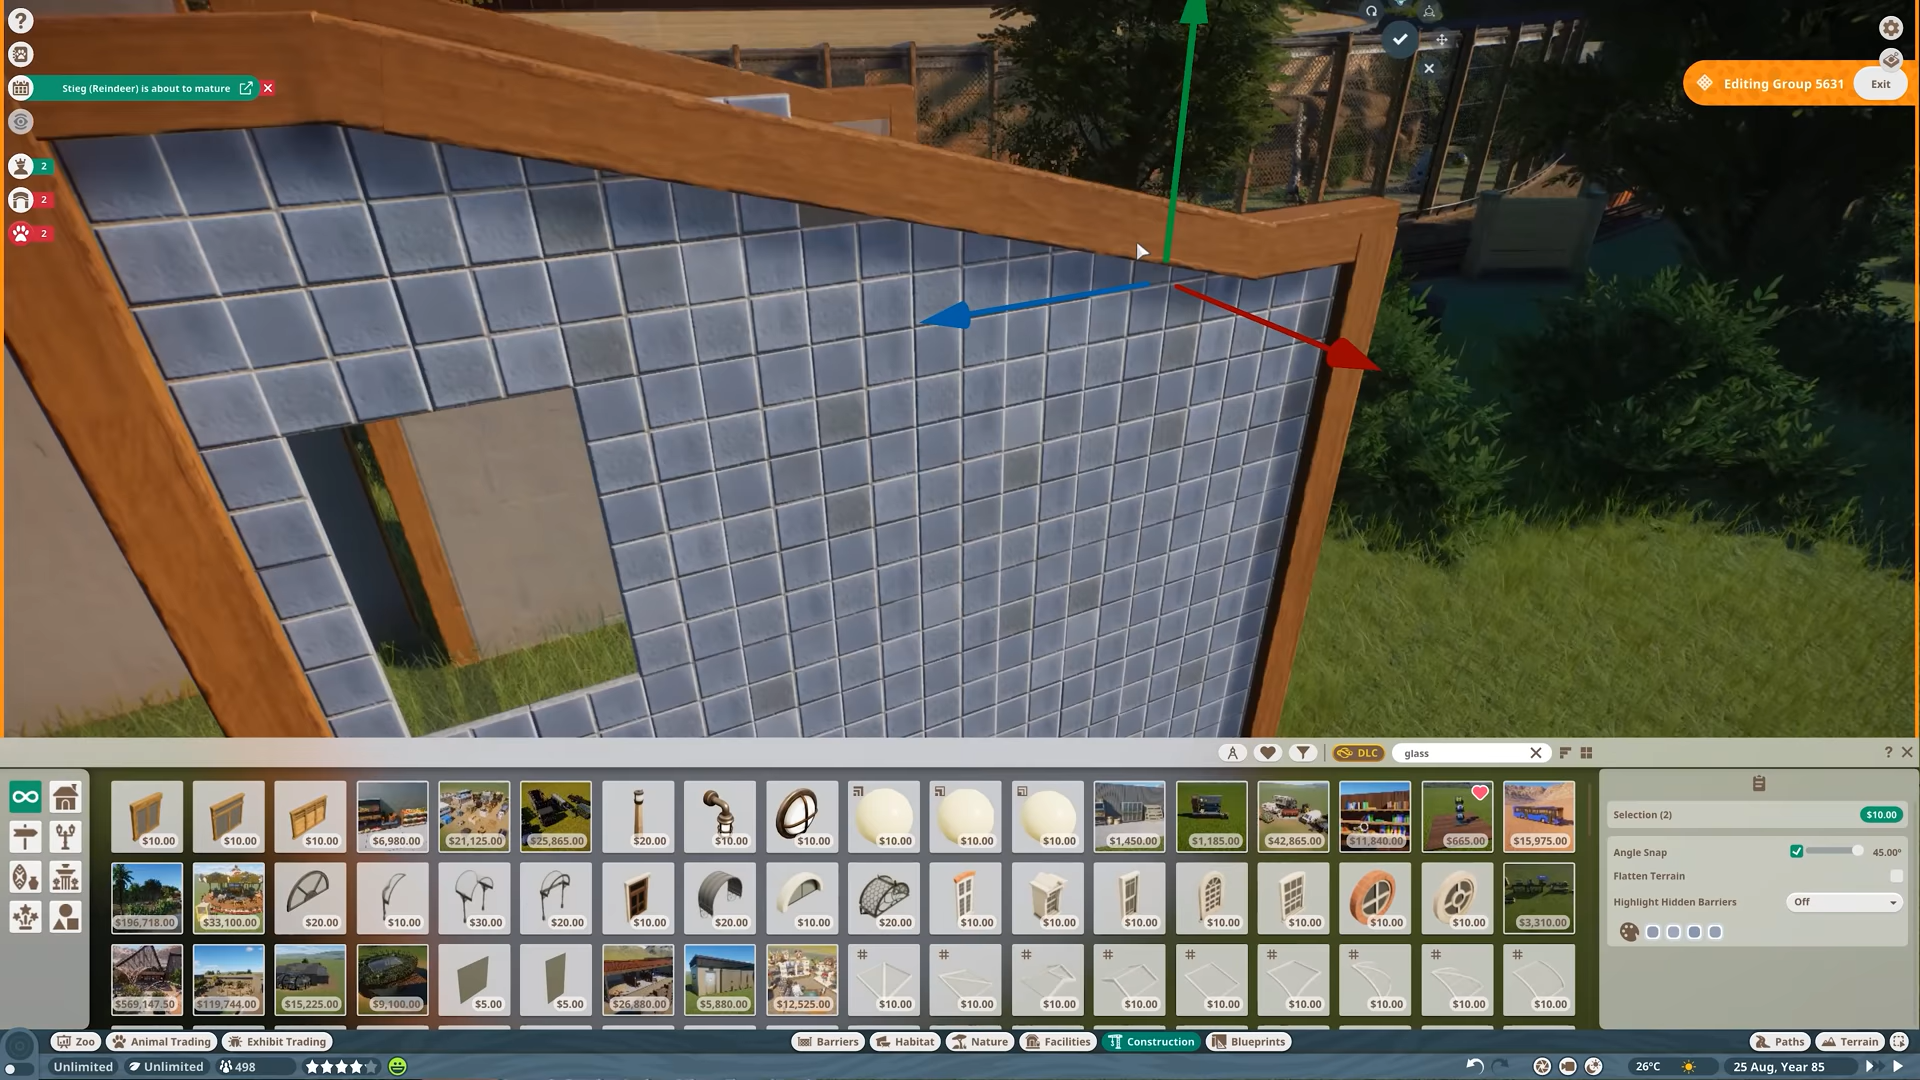 ?
Stieg (Reindeer) is about to mature
Editing Group 5631
Exit
2
2
2
DLC
glass
?
$10.00
$10.00
$10.00
$6,980.00
$21,125.00
$25,865.00
$20.00
$10.00
$10.00
$10.00
$10.00
$10.00
$1,450.00
$1,185.00
$42,865.00
$11,840.00
$665.00
$15,975.00
$196,718.00
$33,100.00
$20.00
$10.00
$30.00
$20.00
$10.00
$20.00
$10.00
$20.00
$10.00
$10.00
$10.00
$10.00
$10.00
$10.00
$10.00
$3,310.00
$569,147.50
$119,744.00
$15,225.00
$9,100.00
$5.00
$5.00
$26,880.00
$5,880.00
$12,525.00
$10.00
$10.00
$10.00
$10.00
$10.00
$10.00
$10.00
$10.00
$10.00
Selection (2)
$10.00
Angle Snap
45.00°
Flatten Terrain
Highlight Hidden Barriers
Off
Zoo
Animal Trading
Exhibit Trading
Barriers
Habitat
Nature
Facilities
Construction
Blueprints
Paths
Terrain
Unlimited
Unlimited
498
26°C
25 Aug, Year 85